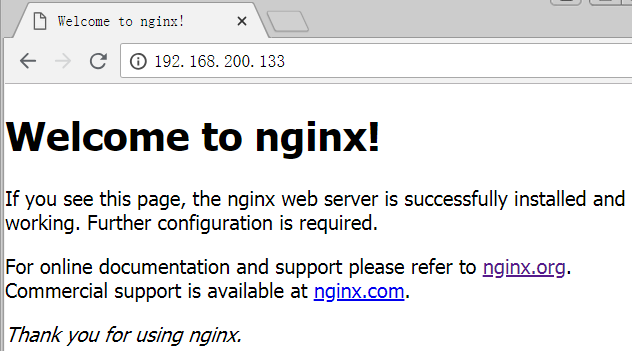 Welcome to nginx!
192.168.200.133
Welcome to nginx!
If you see this page, the nginx web server is successfully installed and
working. Further configuration is required.
For online documentation and support please refer to nginx.org.
Commercial support is available at nginx.com.
Thank you for using nginx.